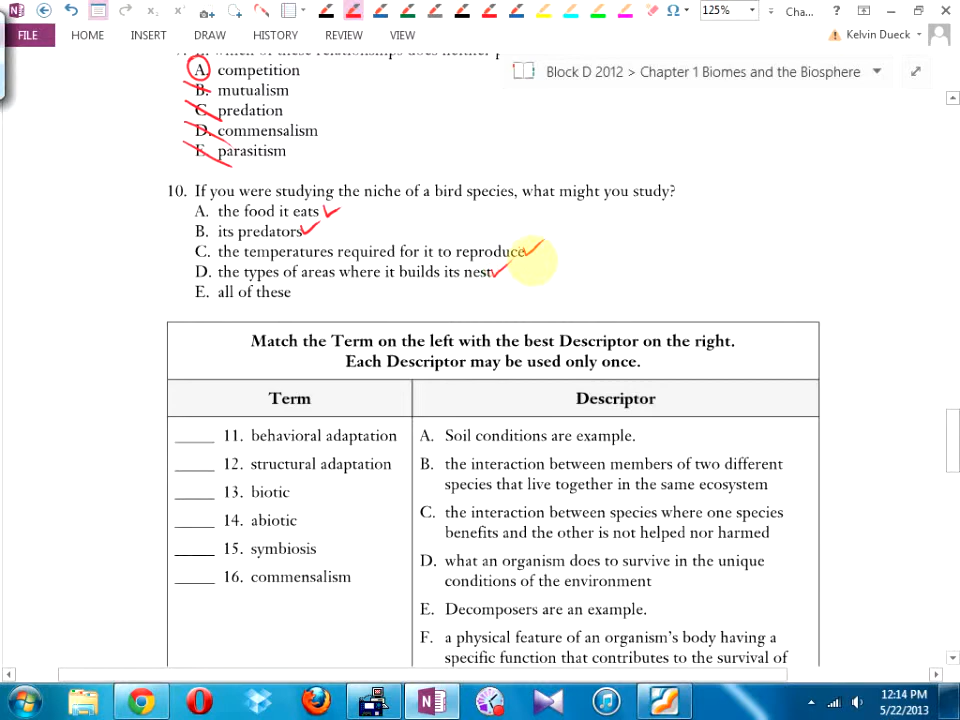 125%
Cha...
FILE HOME INSERT DRAW HISTORY REVIEW VIEW
Kelvin Dueck
Block D 2012 > Chapter 1 Biomes and the Biosphere
A. competition
B. mutualism
C. predation
D. commensalism
E. parasitism
10. If you were studying the niche of a bird species, what might you study?
A. the food it eats
B. its predators
C. the temperatures required for it to reproduce
D. the types of areas where it builds its nest
E. all of these
Match the Term on the left with the best Descriptor on the right.
Each Descriptor may be used only once.
Term
Descriptor
_____ 11. behavioral adaptation
_____ 12. structural adaptation
_____ 13. biotic
_____ 14. abiotic
_____ 15. symbiosis
_____ 16. commensalism
A. Soil conditions are example.
B. the interaction between members of two different
species that live together in the same ecosystem
C. the interaction between species where one species
benefits and the other is not helped nor harmed
D. what an organism does to survive in the unique
conditions of the environment
E. Decomposers are an example.
F. a physical feature of an organism's body having a
specific function that contributes to the survival of
12:14 PM
5/22/2013